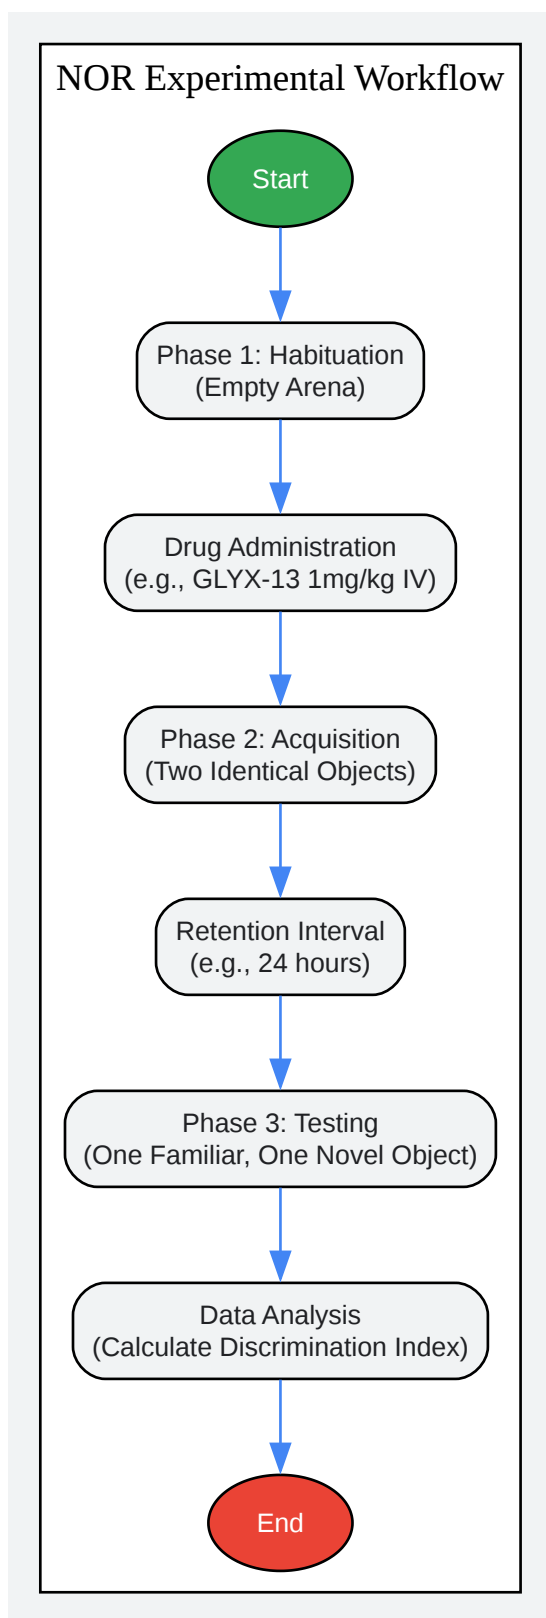 NOR Experimental Workflow
Start
Phase 1: Habituation
(Empty Arena)
Drug Administration
(e.g., GLYX-13 1mg/kg IV)
Phase 2: Acquisition
(Two Identical Objects)
Retention Interval
(e.g., 24 hours)
Phase 3: Testing
(One Familiar, One Novel Object)
Data Analysis
(Calculate Discrimination Index)
End